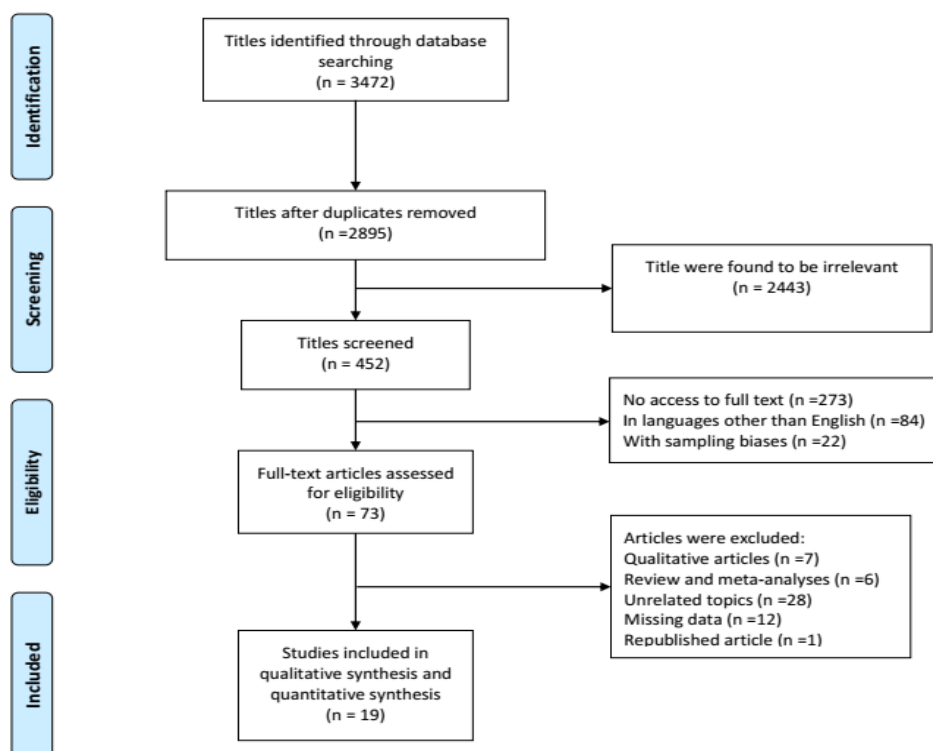 Identification
Titles identified through database
searching
(n = 3472)
Titles after duplicates removed
(n =2895)
Screening
Title were found to be irrelevant
(n = 2443)
Titles screened
(n = 452)
No access to full text (n =273)
In languages other than English (n =84)
With sampling biases (n =22)
Eligibility
Full-text articles assessed
for eligibility
(n = 73)
Articles were excluded:
Qualitative articles (n =7)
Review and meta-analyses (n =6)
Unrelated topics (n =28)
Missing data (n =12)
Republished article (n =1)
Included
Studies included in
qualitative synthesis and
quantitative synthesis
(n = 19)